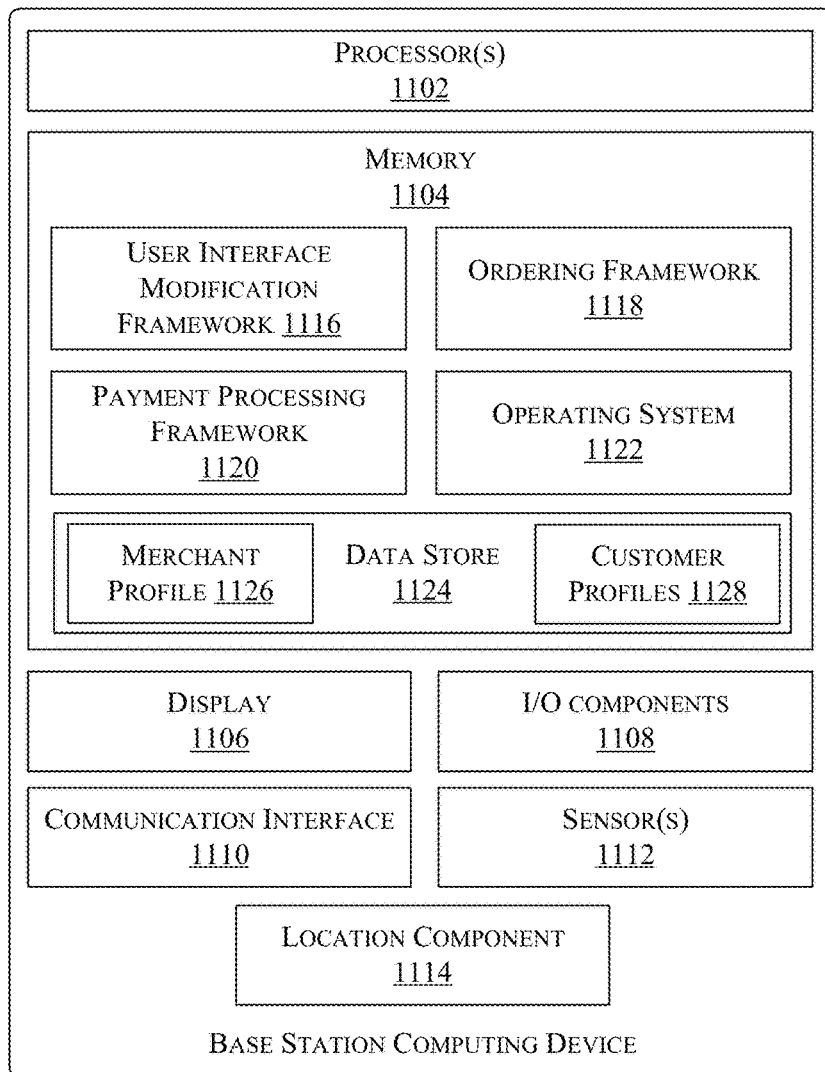 PROCESSOR(S)
1102
MEMORY
1104
USER INTERFACE
MODIFICATION
FRAMEWORK 1116
ORDERING FRAMEWORK
1118
PAYMENT PROCESSING
FRAMEWORK
1120
OPERATING SYSTEM
1122
MERCHANT
PROFILE 1126
DATA STORE
1124
CUSTOMER
PROFILES 1128
DISPLAY
1106
I/O COMPONENTS
1108
COMMUNICATION INTERFACE
1110
SENSOR(S)
1112
LOCATION COMPONENT
1114
BASE STATION COMPUTING DEVICE